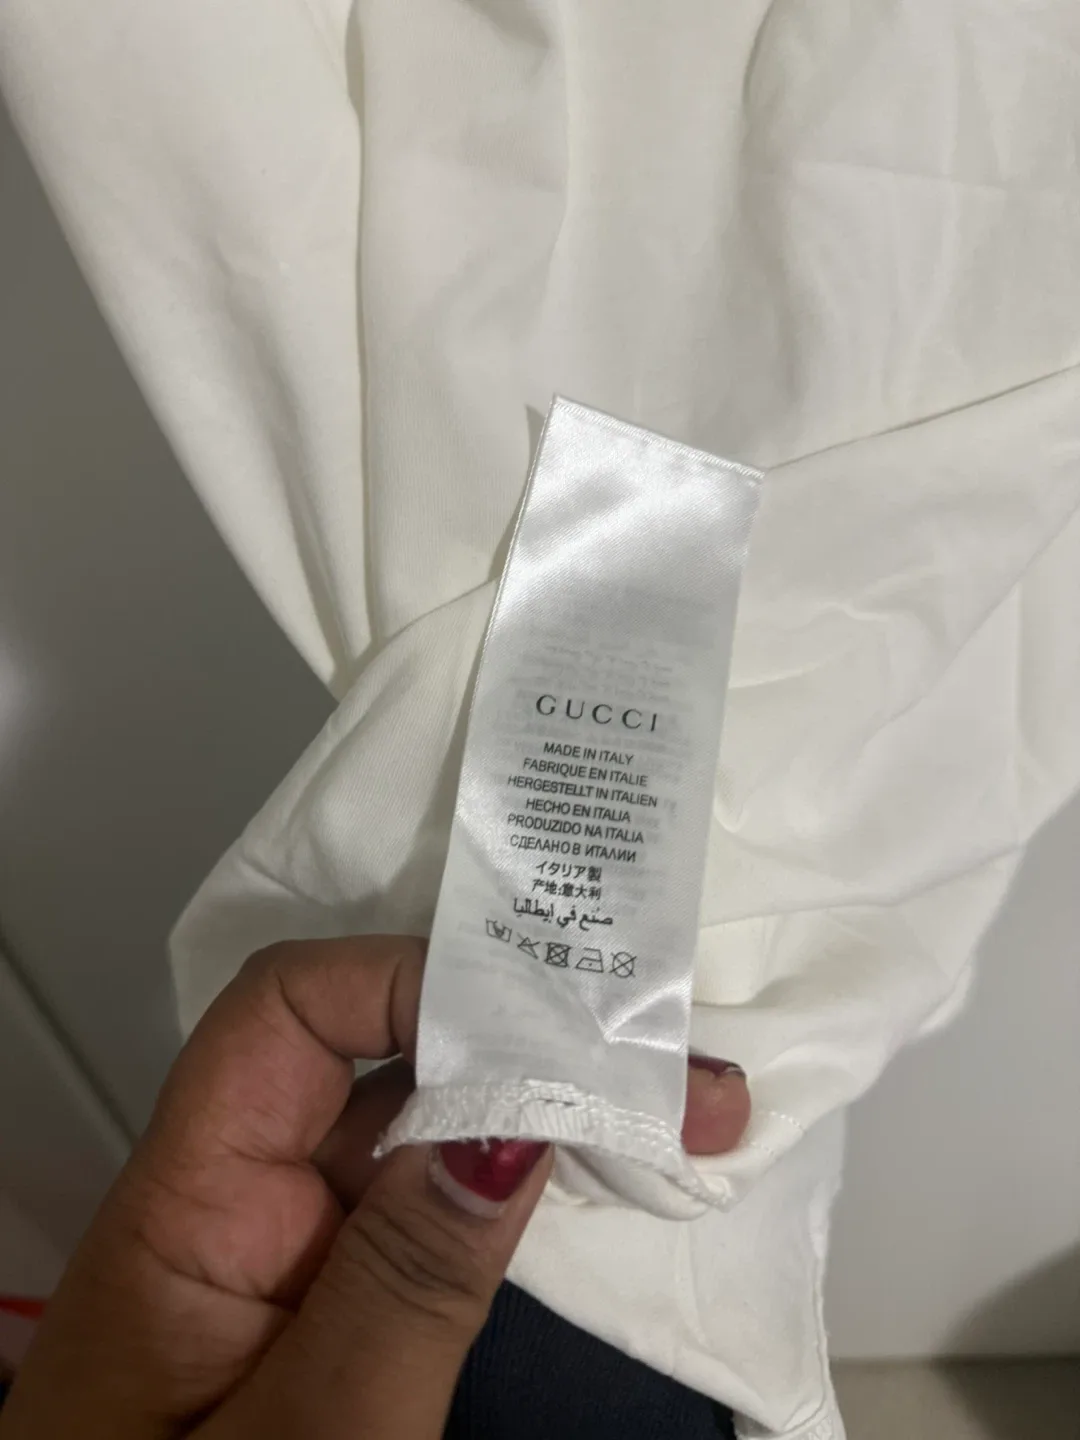 GUCCI
MADE IN ITALY
FABRIQUE EN ITALIE
HERGESTELLT IN ITALIEN
HECHO EN ITALIA
PRODUZIDO NA ITALIA
СДЕЛАНО В ИТАЛИИ
イタリア製
产地:意大利
صنع في إيطاليا